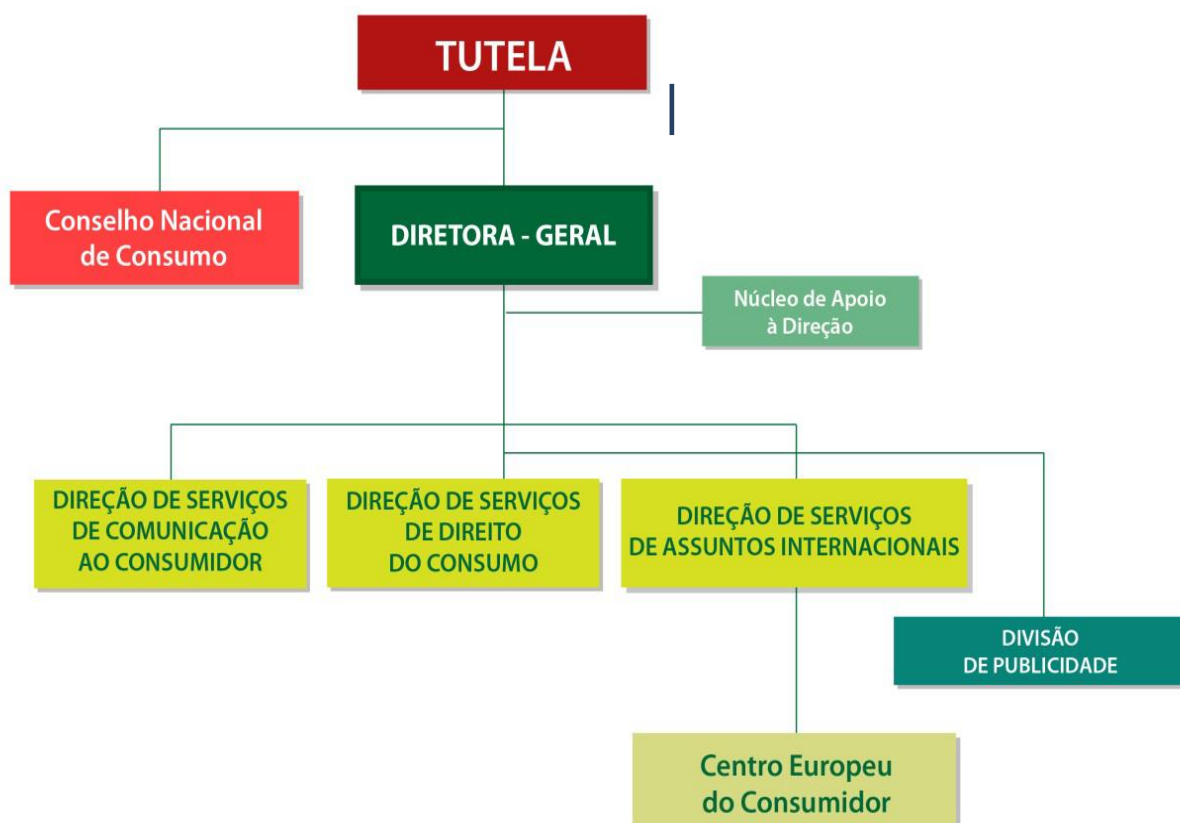 TUTELA
Conselho Nacional
de Consumo
DIRETORA - GERAL
Núcleo de Apoio
à Direção
DIREÇÃO DE SERVIÇOS
DE COMUNICAÇÃO
AO CONSUMIDOR
DIREÇÃO DE SERVIÇOS
DE DIREITO
DO CONSUMO
DIREÇÃO DE SERVIÇOS
DE ASSUNTOS INTERNACIONAIS
DIVISÃO
DE PUBLICIDADE
Centro Europeu
do Consumidor